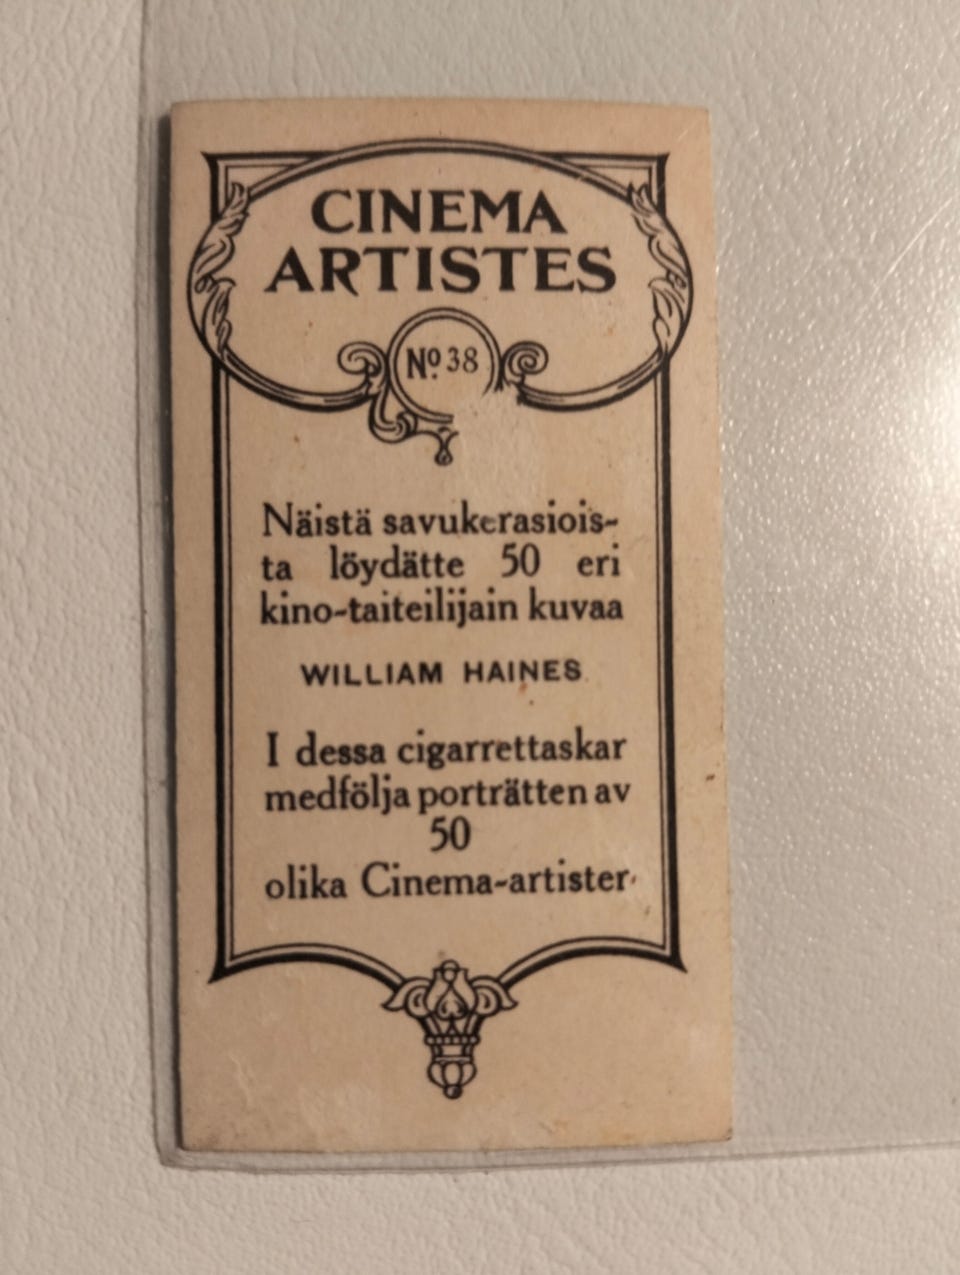 CINEMA
ARTISTES
Nº 38
Näistä savukerasiois-
ta löydätte 50 eri
kino-taiteilijain kuvaa
WILLIAM HAINES
I dessa cigarrettaskar
medfölja porträtten av
50
olika Cinema-artister